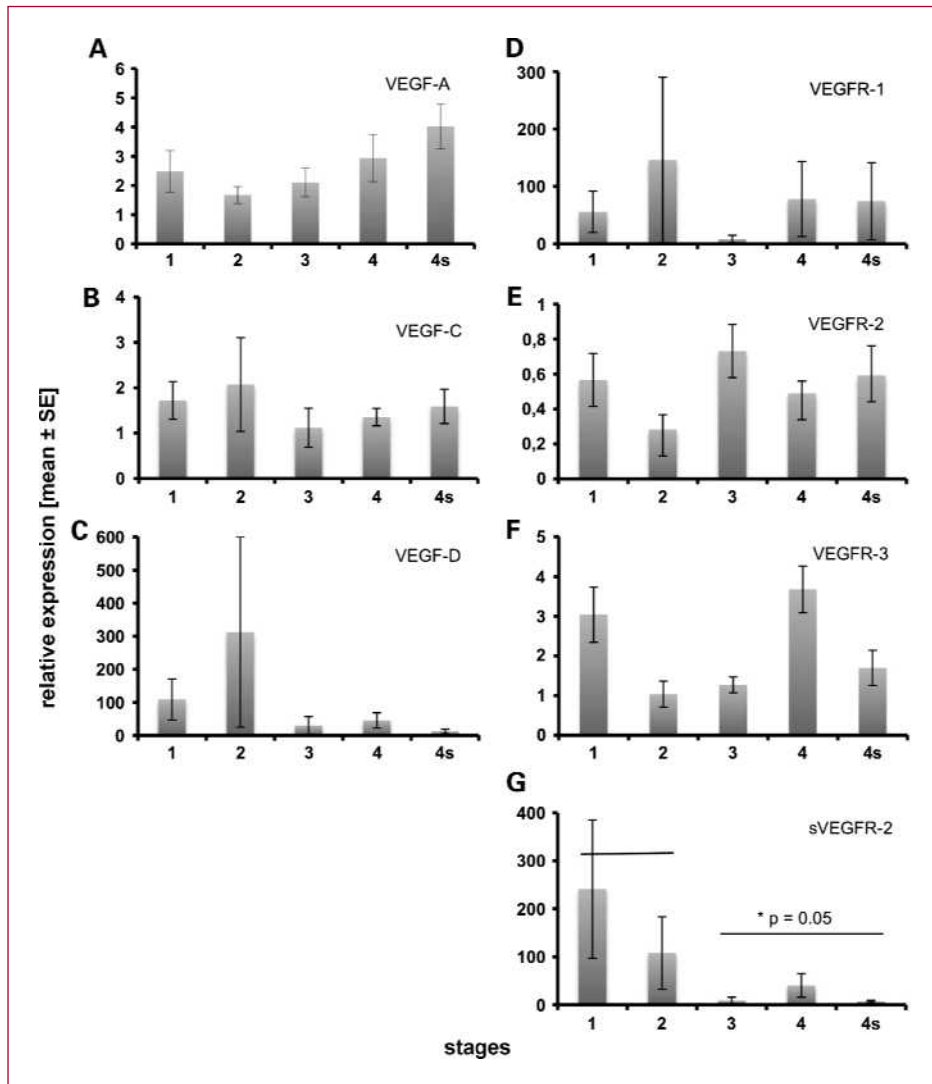 A
VEGF-A
6
5
4
3
2
1
0
1 2 3 4 4s
B
VEGF-C
4
3
2
1
0
1 2 3 4 4s
C
VEGF-D
600
500
400
300
200
100
0
1 2 3 4 4s
D
VEGFR-1
300
200
100
0
1 2 3 4 4s
E
VEGFR-2
1
0,8
0,6
0,4
0,2
0
1 2 3 4 4s
F
VEGFR-3
5
4
3
2
1
0
1 2 3 4 4s
G
sVEGFR-2
400
300
200
100
0
* p = 0.05
1 2 3 4 4s
relative expression [mean ± SE]
stages